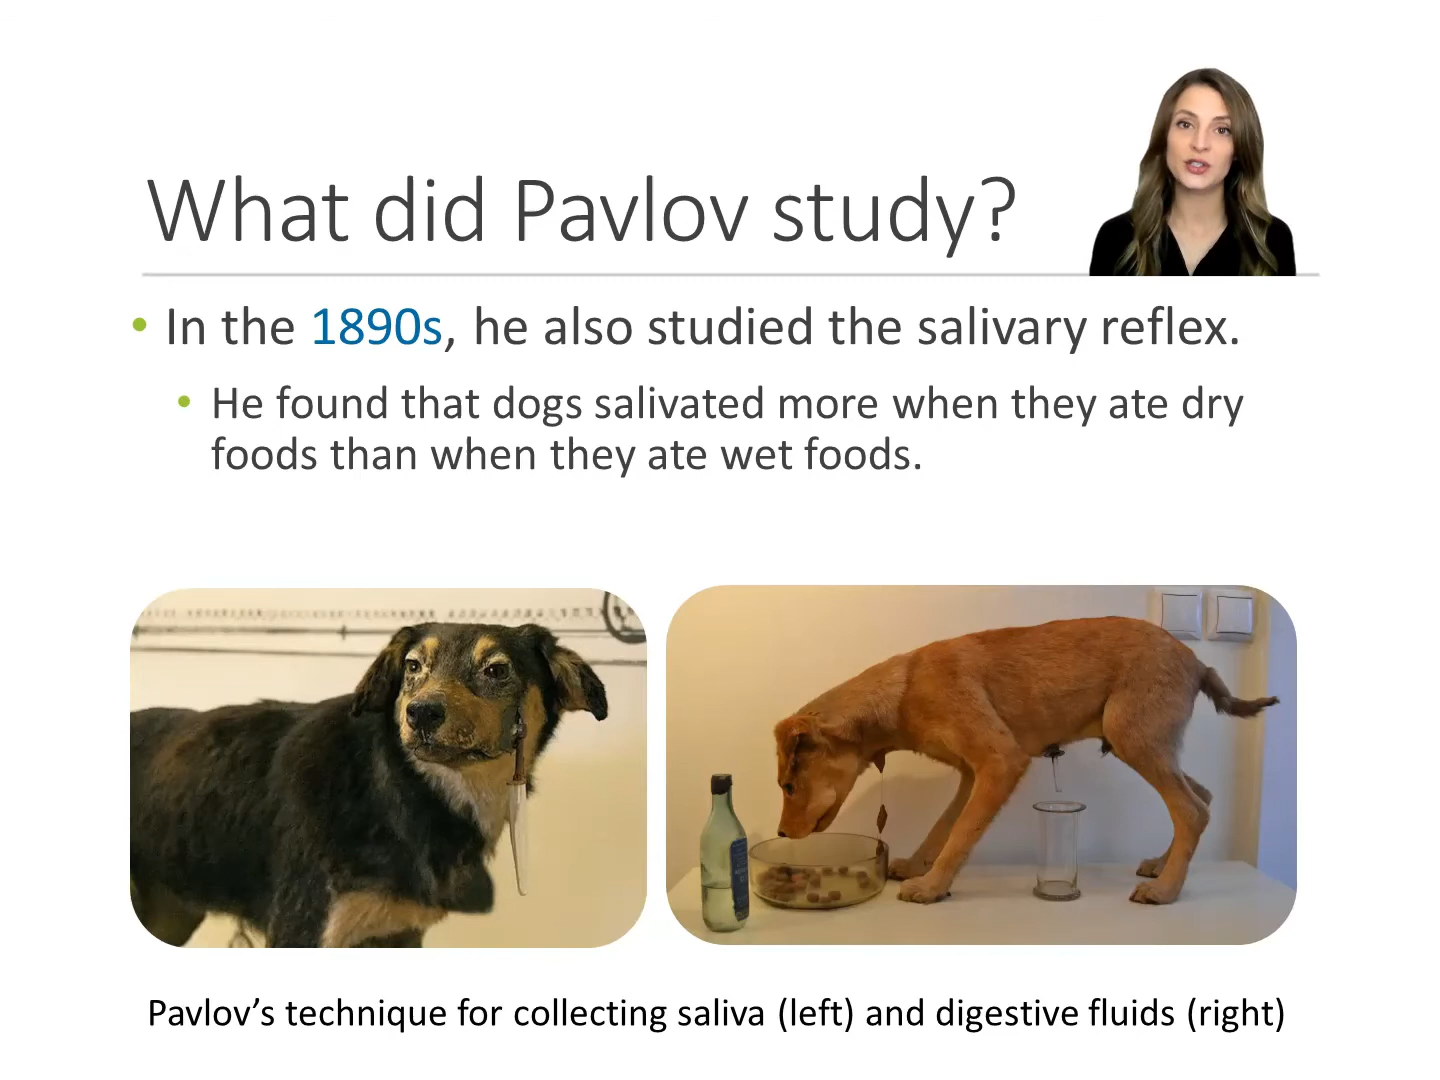 What did Pavlov study?
• In the 1890s, he also studied the salivary reflex.
• He found that dogs salivated more when they ate dry
foods than when they ate wet foods.
Pavlov’s technique for collecting saliva (left) and digestive fluids (right)